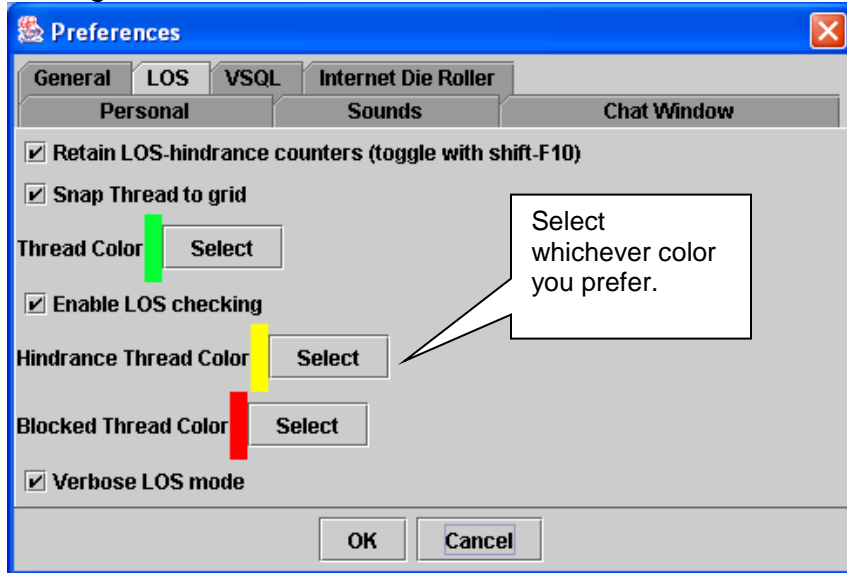 Preferences
General LOS VSQL Internet Die Roller
Personal Sounds Chat Window
Retain LOS-hindrance counters (toggle with shift-F10)
Snap Thread to grid
Thread Color Select
Select
whichever color
you prefer.
Enable LOS checking
Hindrance Thread Color Select
Blocked Thread Color Select
Verbose LOS mode
OK Cancel